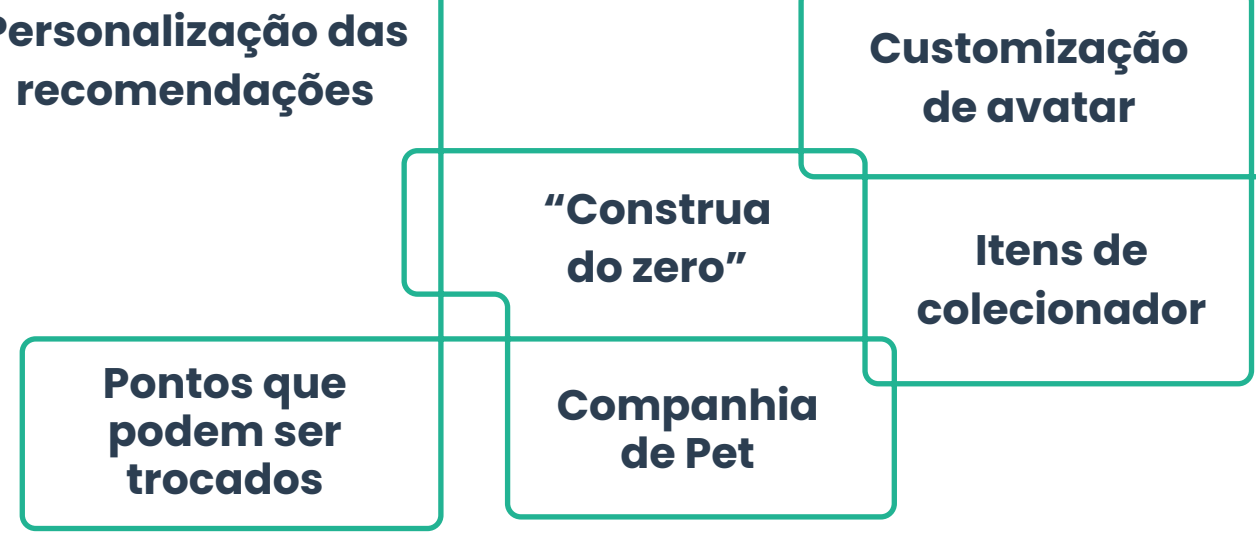 Personalização das
recomendações
Customização
de avatar
“Construa
do zero”
Itens de
colecionador
Pontos que
podem ser
trocados
Companhia
de Pet